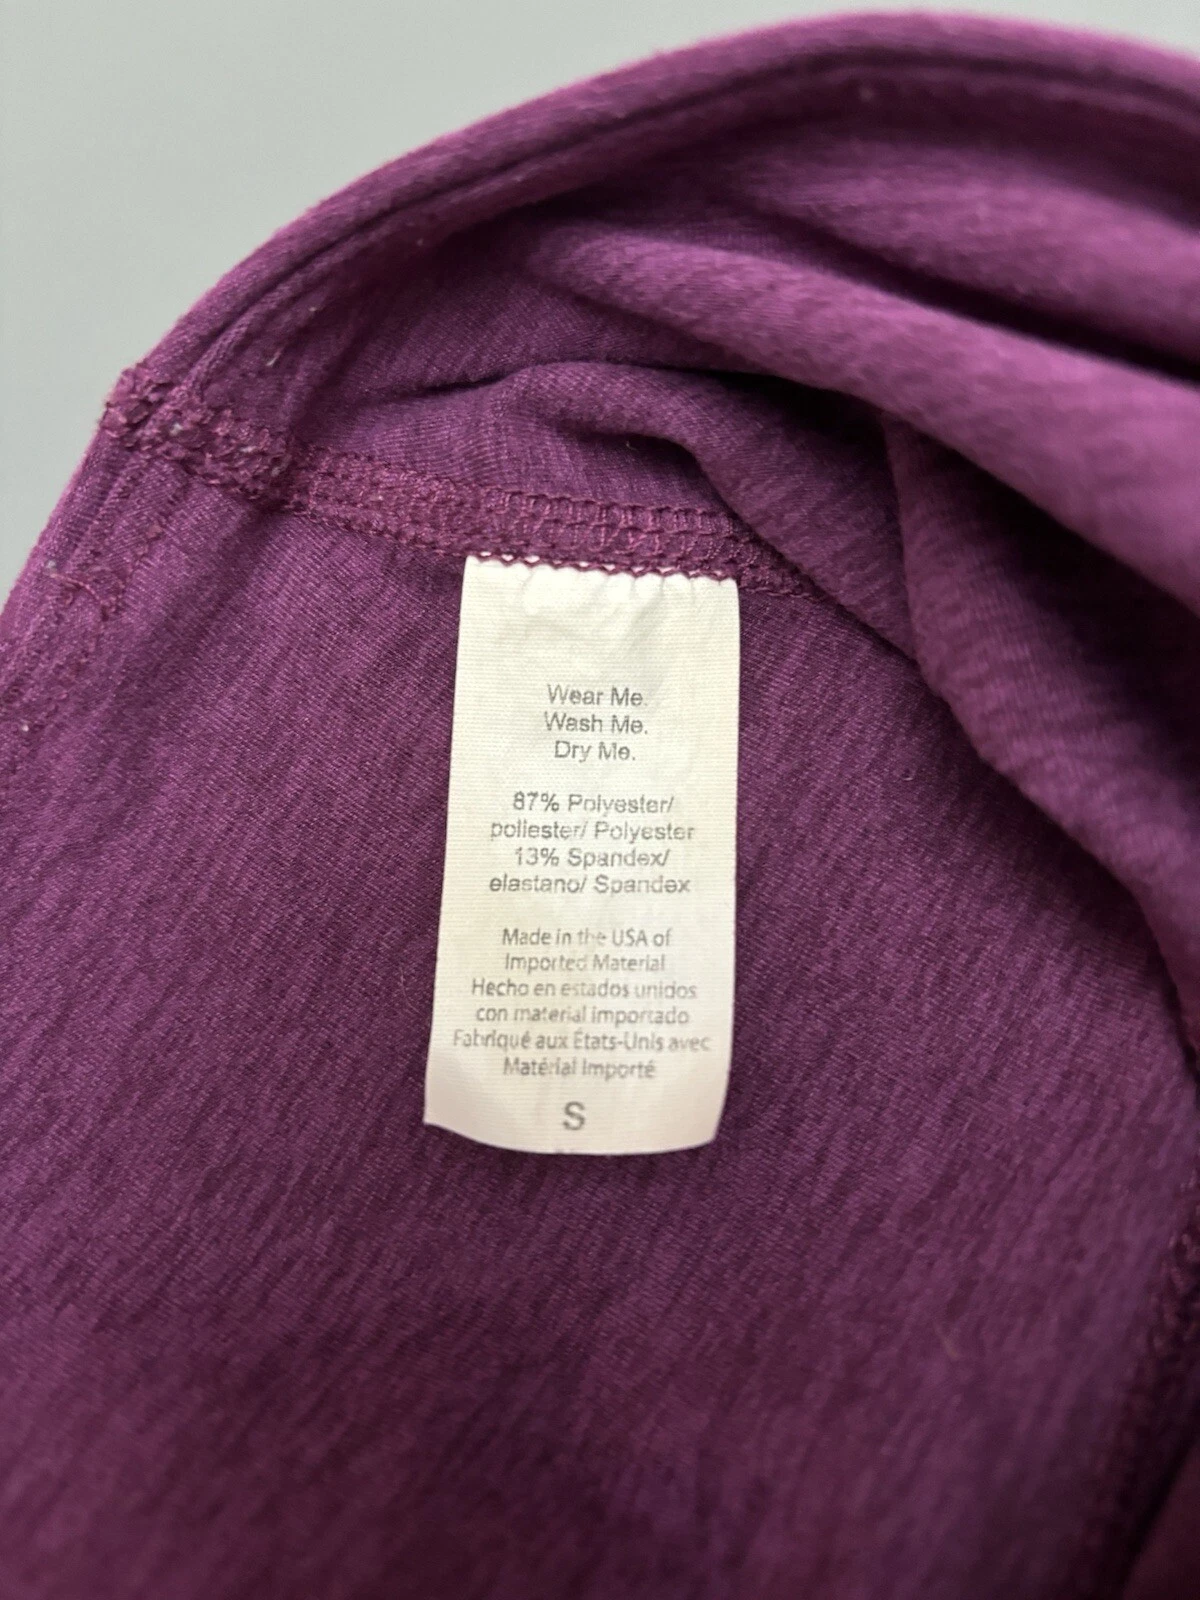 Wear Me.
Wash Me.
Dry Me.
87% Polyester/
poliester/ Polyester
13% Spandex/
elastano/ Spandex
Made in the USA of
Imported Material
Hecho en estados unidos
con material importado
Fabriqué aux États-Unis avec
Matérial Importé
S